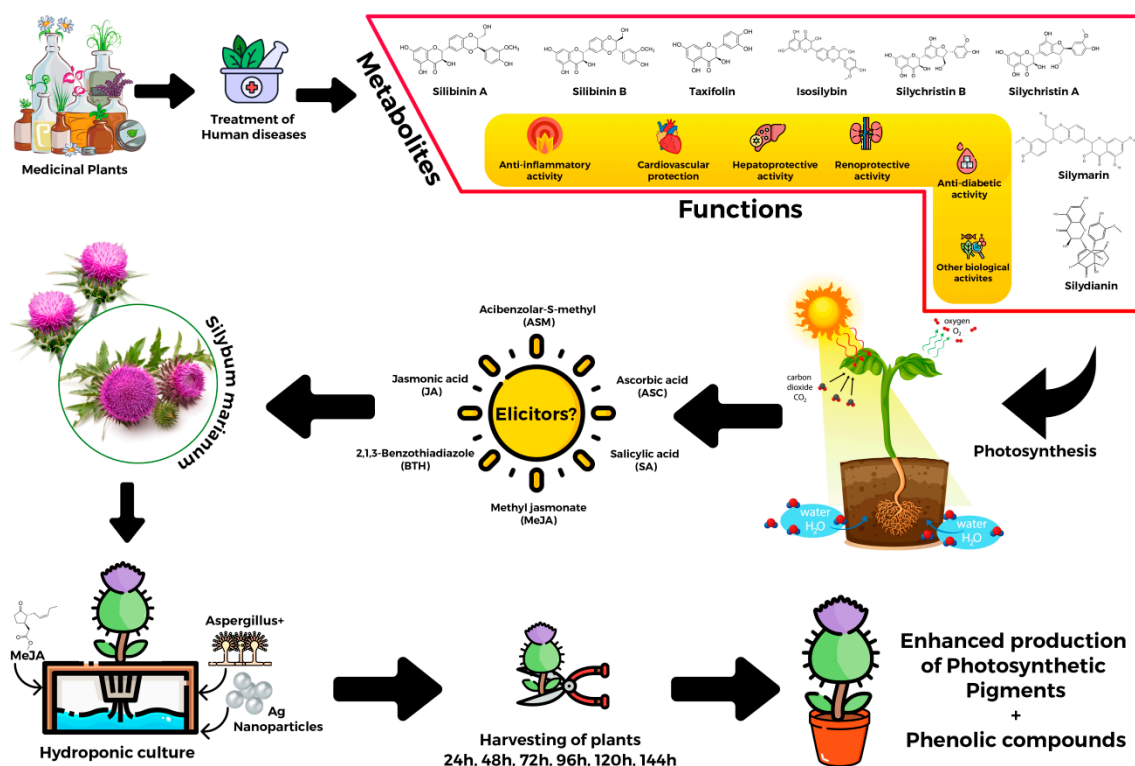 Medicinal Plants
Treatment of
Human diseases
Metabolites
Silibinin A
Silibinin B
Taxifolin
Isosilybin
Silychristin B
Silychristin A
Anti-inflammatory
activity
Cardiovascular
protection
Hepatoprotective
activity
Renoprotective
activity
Anti-diabetic
activity
Silymarin
Functions
Other biological
activites
Silydianin
Silybum marianum
Acibenzolar-S-methyl
(ASM)
Jasmonic acid
(JA)
Ascorbic acid
(ASC)
Elicitors?
2,1,3-Benzothiadiazole
(BTH)
Salicylic acid
(SA)
Methyl jasmonate
(MeJA)
oxygen
O2
carbon
dioxide
CO2
Photosynthesis
water
H2O
water
H2O
MeJA
Aspergillus+
Ag
Nanoparticles
Hydroponic culture
Harvesting of plants
24h, 48h, 72h, 96h, 120h, 144h
Enhanced production
of Photosynthetic
Pigments
+
Phenolic compounds